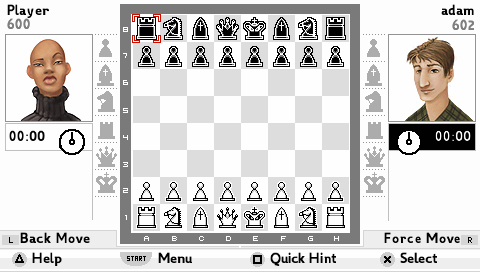 Player
600
adam
602
00:00
00:00
8
7
6
5
4
3
2
1
A B C D E F G H
L Back Move
Force Move R
Help
START Menu
Quick Hint
Select